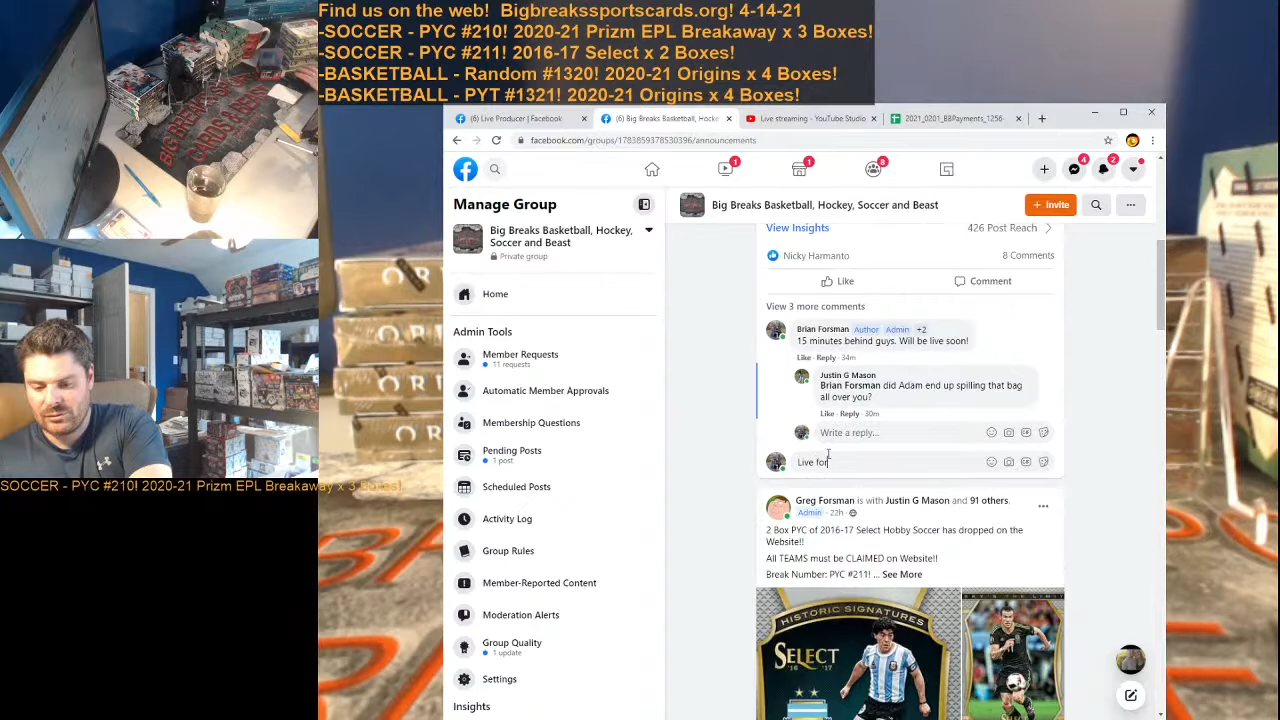 Find us on the web! Bigbreakssportscards.org! 4-14-21
-SOCCER - PYC #210! 2020-21 Prizm EPL Breakaway x 3 Boxes!
-SOCCER - PYC #211! 2016-17 Select x 2 Boxes!
-BASKETBALL - Random #1320! 2020-21 Origins x 4 Boxes!
-BASKETBALL - PYT #1321! 2020-21 Origins x 4 Boxes!
(6) Live Producer | Facebook
(6) Big Breaks Basketball, Hocke
Live streaming - YouTube Studio
2021_0201_BBPayments_1256-
facebook.com/groups/1783859378530396/announcements
1
1
8
4
2
Manage Group
Big Breaks Basketball, Hockey, Soccer and Beast
+ Invite
Big Breaks Basketball, Hockey,
Soccer and Beast
Private group
Home
Admin Tools
Member Requests
11 requests
Automatic Member Approvals
Membership Questions
Pending Posts
1 post
Scheduled Posts
Activity Log
Group Rules
Member-Reported Content
Moderation Alerts
Group Quality
1 update
Settings
Insights
View Insights
426 Post Reach
Nicky Harmanto
8 Comments
Like
Comment
View 3 more comments
Brian Forsman Author Admin +2
15 minutes behind guys. Will be live soon!
Like · Reply · 34m
Justin G Mason
Brian Forsman did Adam end up spilling that bag
all over you?
Like · Reply · 30m
Write a reply...
Live for
Greg Forsman is with Justin G Mason and 91 others.
Admin · 22h
2 Box PYC of 2016-17 Select Hobby Soccer has dropped on the
Website!!
All TEAMS must be CLAIMED on Website!!
Break Number: PYC #211! ... See More
HISTORIC SIGNATURES
SELECT
SOCCER - PYC #210! 2020-21 Prizm EPL Breakaway x 3 Boxes!